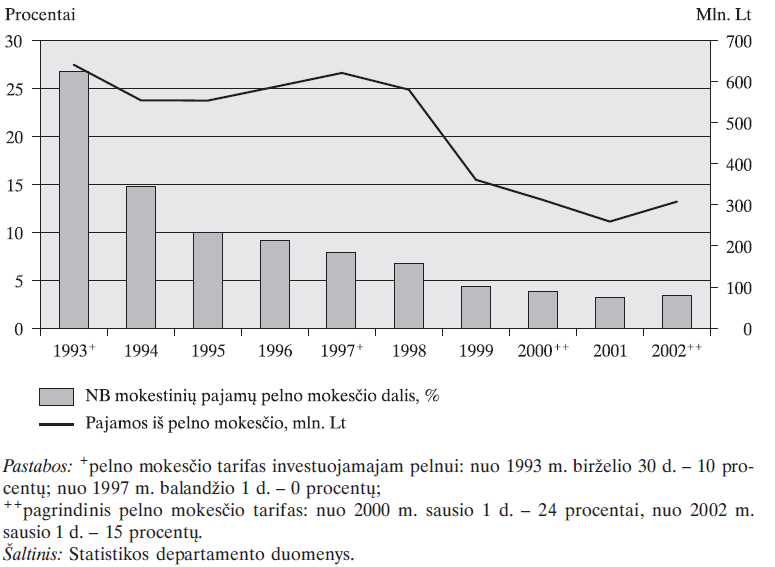 Procentai
Mln. Lt
30
25
20
15
10
5
0
700
600
500
400
300
200
100
0
1993+ 1994 1995 1996 1997+ 1998 1999 2000++ 2001 2002++
NB mokestinių pajamų pelno mokesčio dalis, %
Pajamos iš pelno mokesčio, mln. Lt
Pastabos: +pelno mokesčio tarifas investuojamajam pelnui: nuo 1993 m. birželio 30 d. – 10 pro-
centų; nuo 1997 m. balandžio 1 d. – 0 procentų;
++pagrindinis pelno mokesčio tarifas: nuo 2000 m. sausio 1 d. – 24 procentai, nuo 2002 m.
sausio 1 d. – 15 procentų.
Šaltinis: Statistikos departamento duomenys.